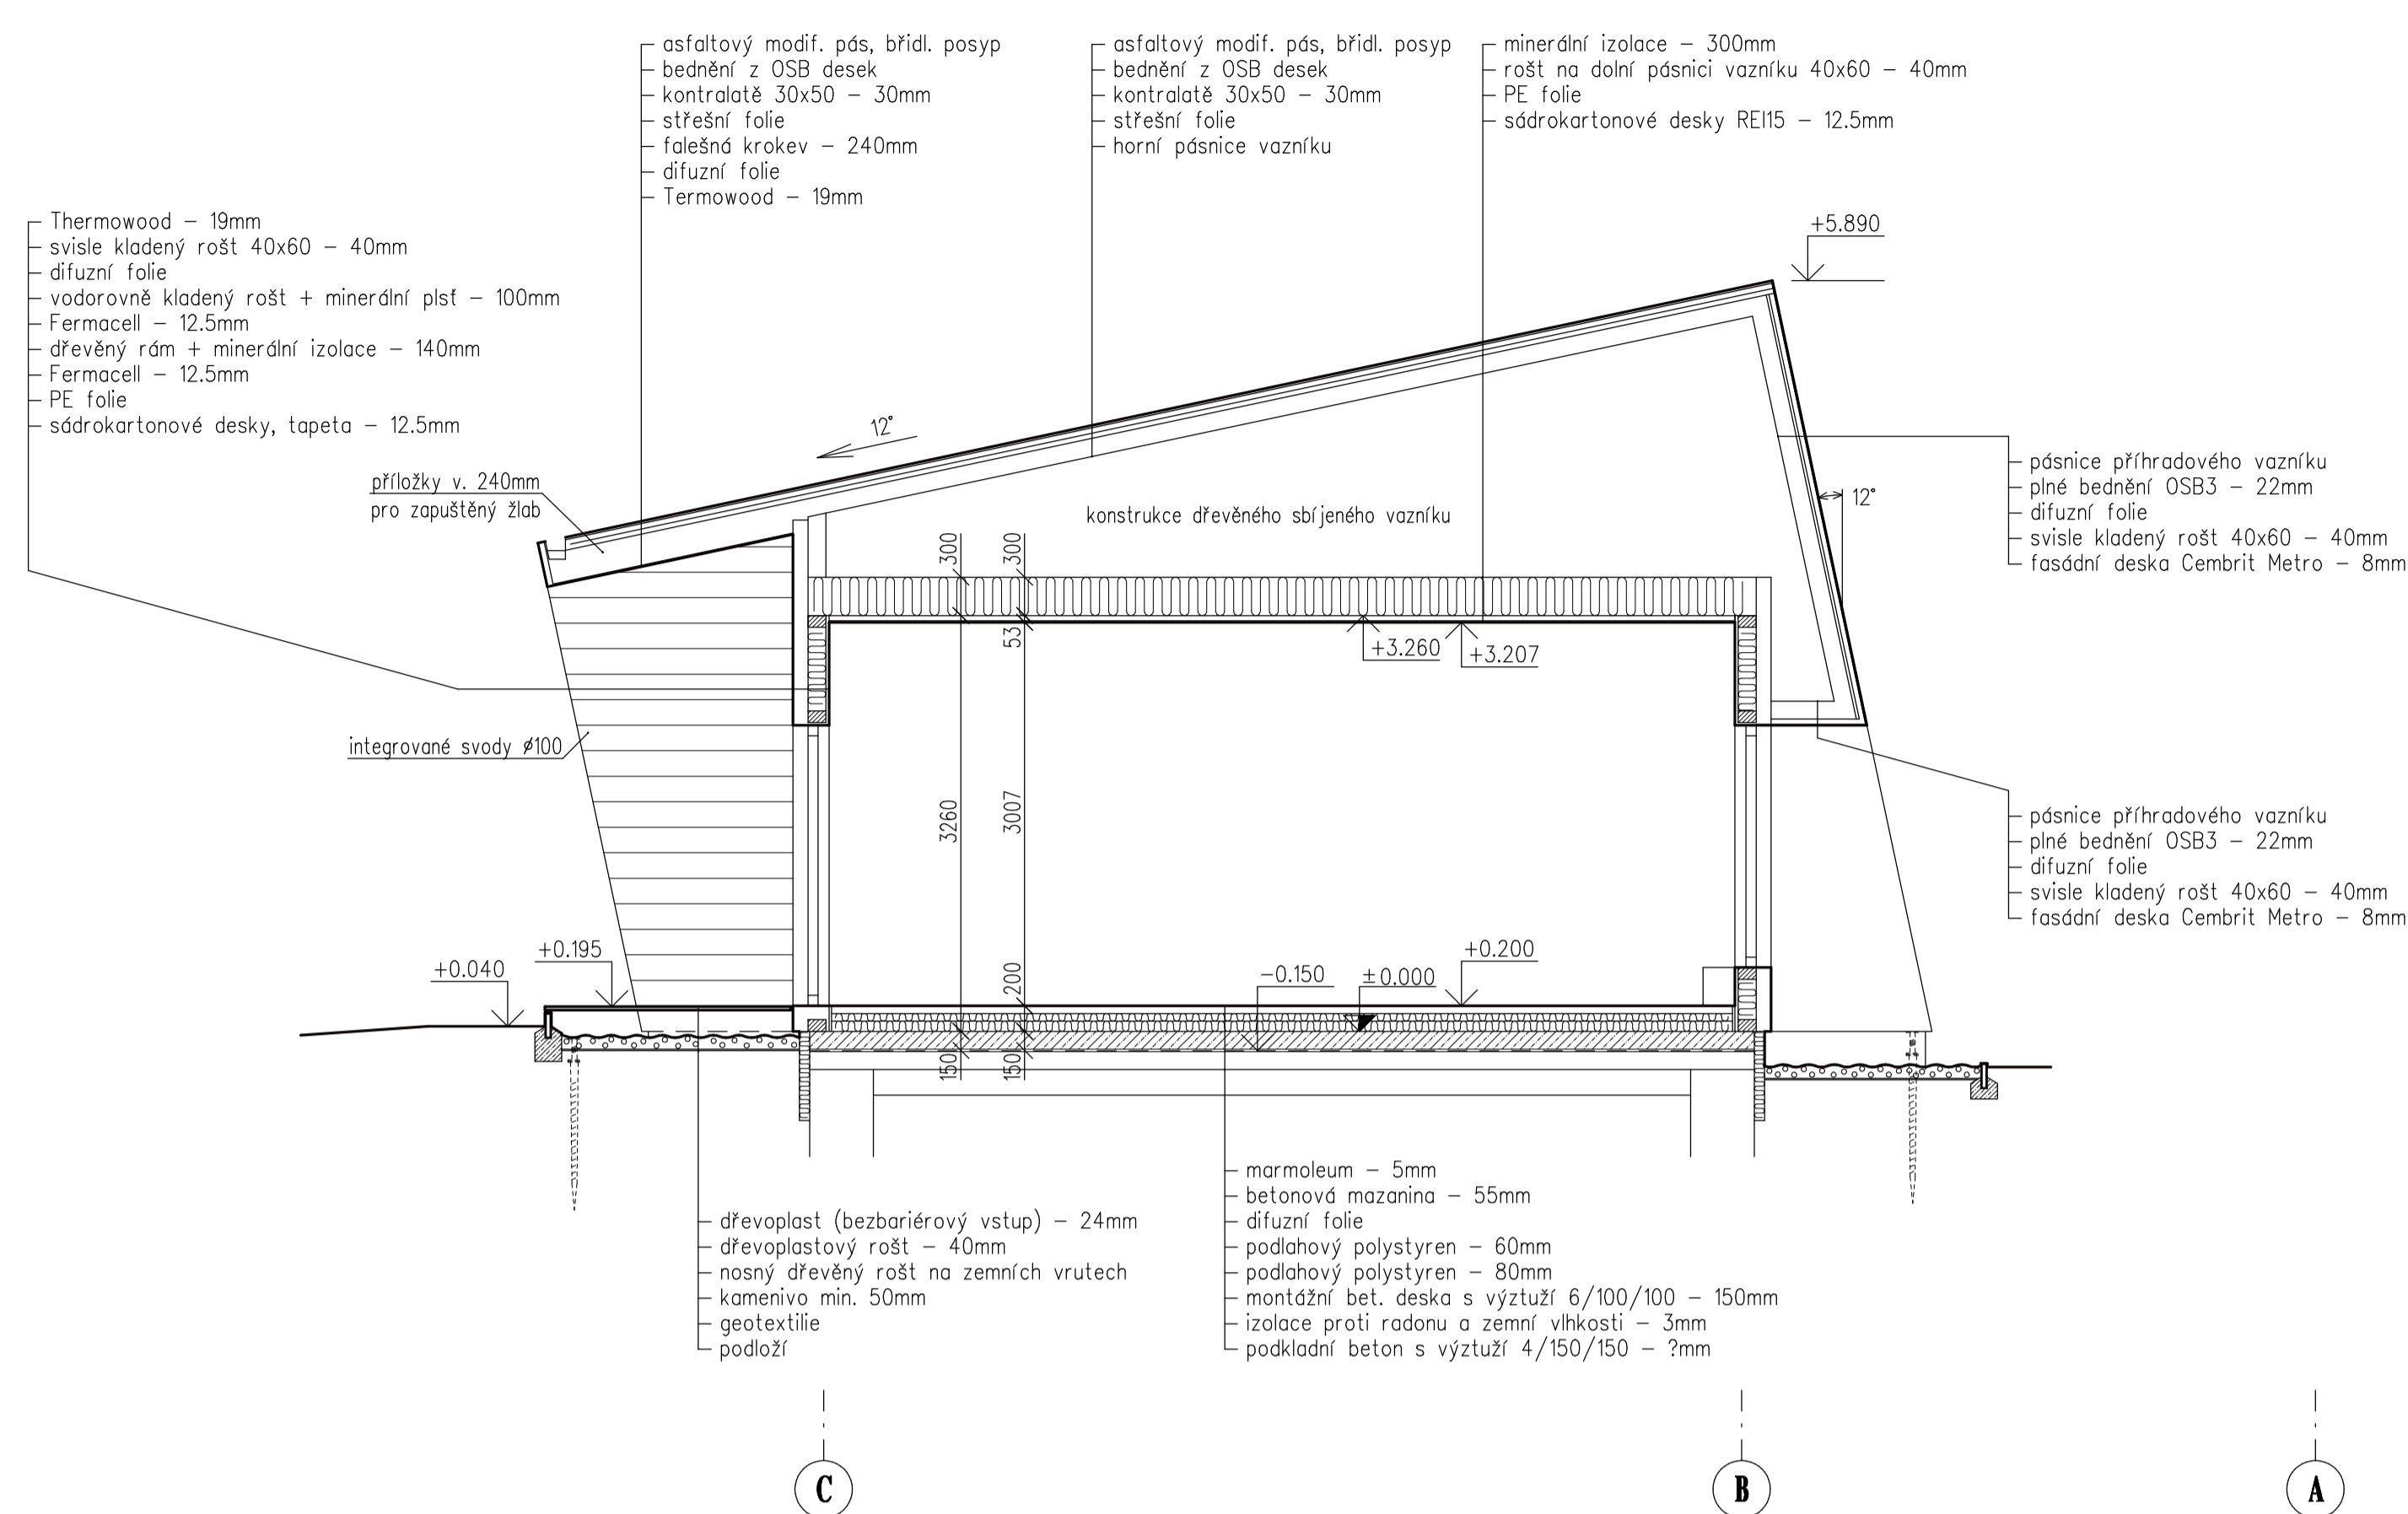 asfaltový modif. pás, břidl. posyp
bednění z OSB desek
kontralatě 30x50 – 30mm
střešní folie
falešná krokev – 240mm
difuzní folie
Termowood – 19mm
asfaltový modif. pás, břidl. posyp
bednění z OSB desek
kontralatě 30x50 – 30mm
střešní folie
horní pásnice vazníku
minerální izolace – 300mm
rošt na dolní pásnici vazníku 40x60 – 40mm
PE folie
sádrokartonové desky REI15 – 12.5mm
Thermowood – 19mm
svisle kladený rošt 40x60 – 40mm
difuzní folie
vodorovně kladený rošt + minerální plsť – 100mm
Fermacell – 12.5mm
dřevěný rám + minerální izolace – 140mm
Fermacell – 12.5mm
PE folie
sádrokartonové desky, tapeta – 12.5mm
+5.890
12°
příložky v. 240mm
pro zapuštěný žlab
konstrukce dřevěného sbíjeného vazníku
12°
pásnice příhradového vazníku
plné bednění OSB3 – 22mm
difuzní folie
svisle kladený rošt 40x60 – 40mm
fasádní deska Cembrit Metro – 8mm
300
300
53
+3.260
+3.207
integrované svody ø100
3260
3007
pásnice příhradového vazníku
plné bednění OSB3 – 22mm
difuzní folie
svisle kladený rošt 40x60 – 40mm
fasádní deska Cembrit Metro – 8mm
+0.040
+0.195
200
-0.150
±0.000
+0.200
150
150
dřevoplast (bezbariérový vstup) – 24mm
dřevoplastový rošt – 40mm
nosný dřevěný rošt na zemních vrutech
kamenivo min. 50mm
geotextilie
podloží
marmoleum – 5mm
betonová mazanina – 55mm
difuzní folie
podlahový polystyren – 60mm
podlahový polystyren – 80mm
montážní bet. deska s výztuží 6/100/100 – 150mm
izolace proti radonu a zemní vlhkosti – 3mm
podkladní beton s výztuží 4/150/150 – ?mm
C
B
A